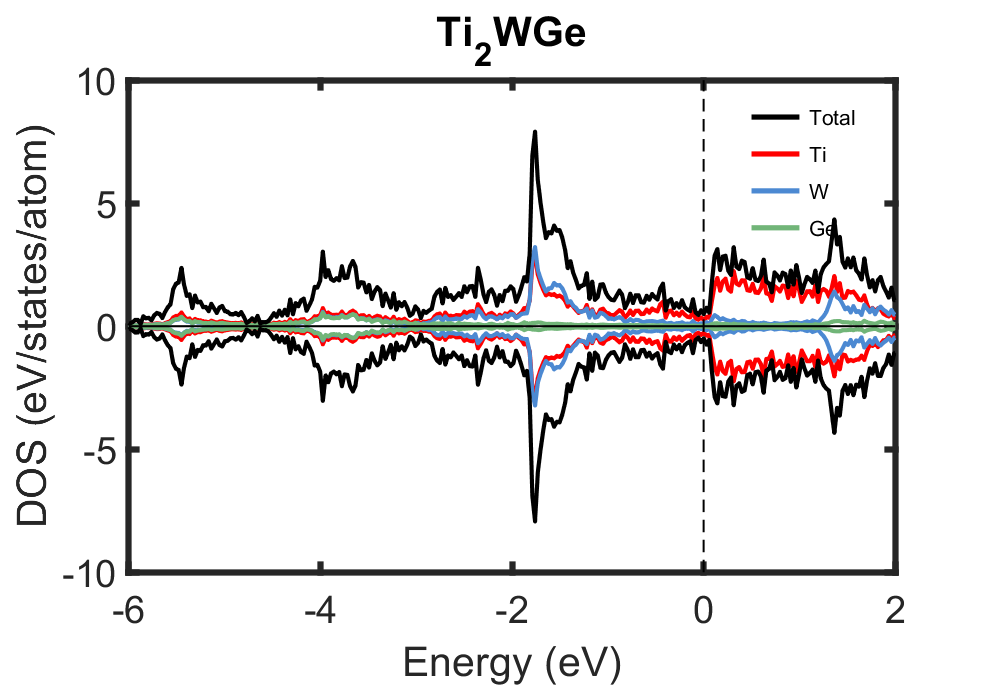 Ti2WGe
DOS (eV/states/atom)
10
5
0
-5
-10
-6
-4
-2
0
2
Energy (eV)
Total
Ti
W
Ge